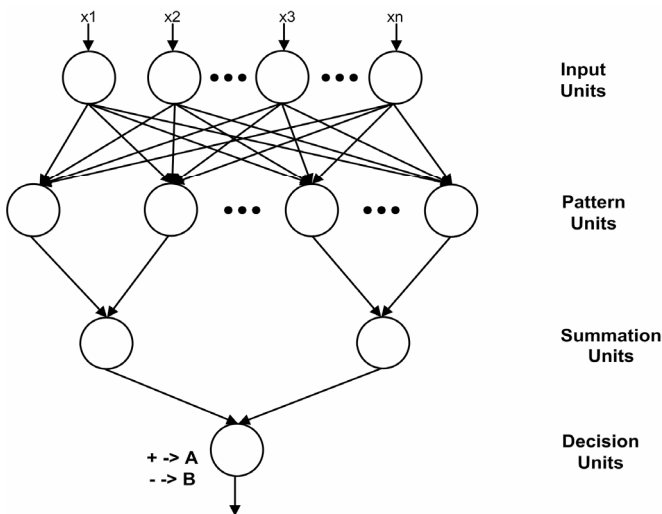 x1 x2 x3 xn
Input
Units
Pattern
Units
Summation
Units
Decision
Units
+ -> A
- -> B